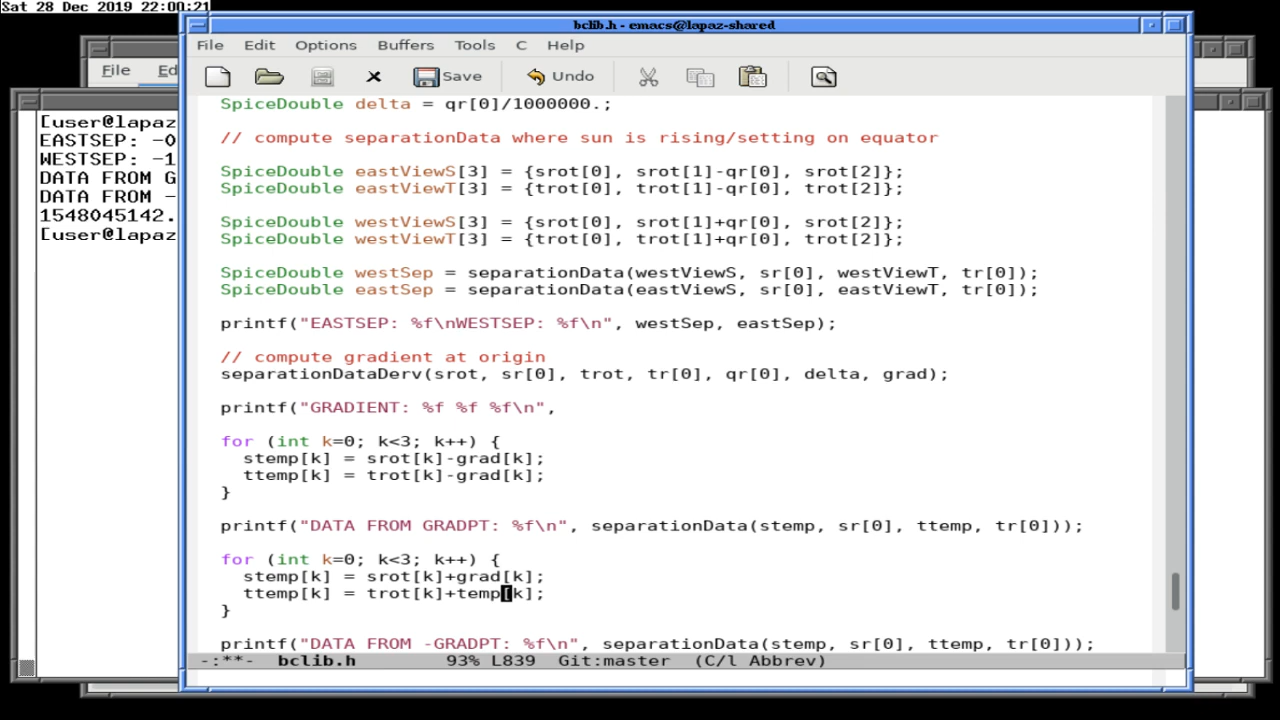 Sat 28 Dec 2019 22:00:21
bclib.h - emacs@lapaz-shared
File Edit Options Buffers Tools C Help
File Ed
Save Undo
[user@lapaz
EASTSEP: -0
WESTSEP: -1
DATA FROM G
DATA FROM -
1548045142.
[user@lapaz
SpiceDouble delta = qr[0]/1000000.;
// compute separationData where sun is rising/setting on equator
SpiceDouble eastViewS[3] = {srot[0], srot[1]-qr[0], srot[2]};
SpiceDouble eastViewT[3] = {trot[0], trot[1]-qr[0], trot[2]};
SpiceDouble westViewS[3] = {srot[0], srot[1]+qr[0], srot[2]};
SpiceDouble westViewT[3] = {trot[0], trot[1]+qr[0], trot[2]};
SpiceDouble westSep = separationData(westViewS, sr[0], westViewT, tr[0]);
SpiceDouble eastSep = separationData(eastViewS, sr[0], eastViewT, tr[0]);
printf("EASTSEP: %f\nWESTSEP: %f\n", westSep, eastSep);
// compute gradient at origin
separationDataDerv(srot, sr[0], trot, tr[0], qr[0], delta, grad);
printf("GRADIENT: %f %f %f\n",
for (int k=0; k<3; k++) {
stemp[k] = srot[k]-grad[k];
ttemp[k] = trot[k]-grad[k];
}
printf("DATA FROM GRADPT: %f\n", separationData(stemp, sr[0], ttemp, tr[0]));
for (int k=0; k<3; k++) {
stemp[k] = srot[k]+grad[k];
ttemp[k] = trot[k]+temp[k];
}
printf("DATA FROM -GRADPT: %f\n", separationData(stemp, sr[0], ttemp, tr[0]));
-:**- bclib.h 93% L839 Git:master (C/l Abbrev)